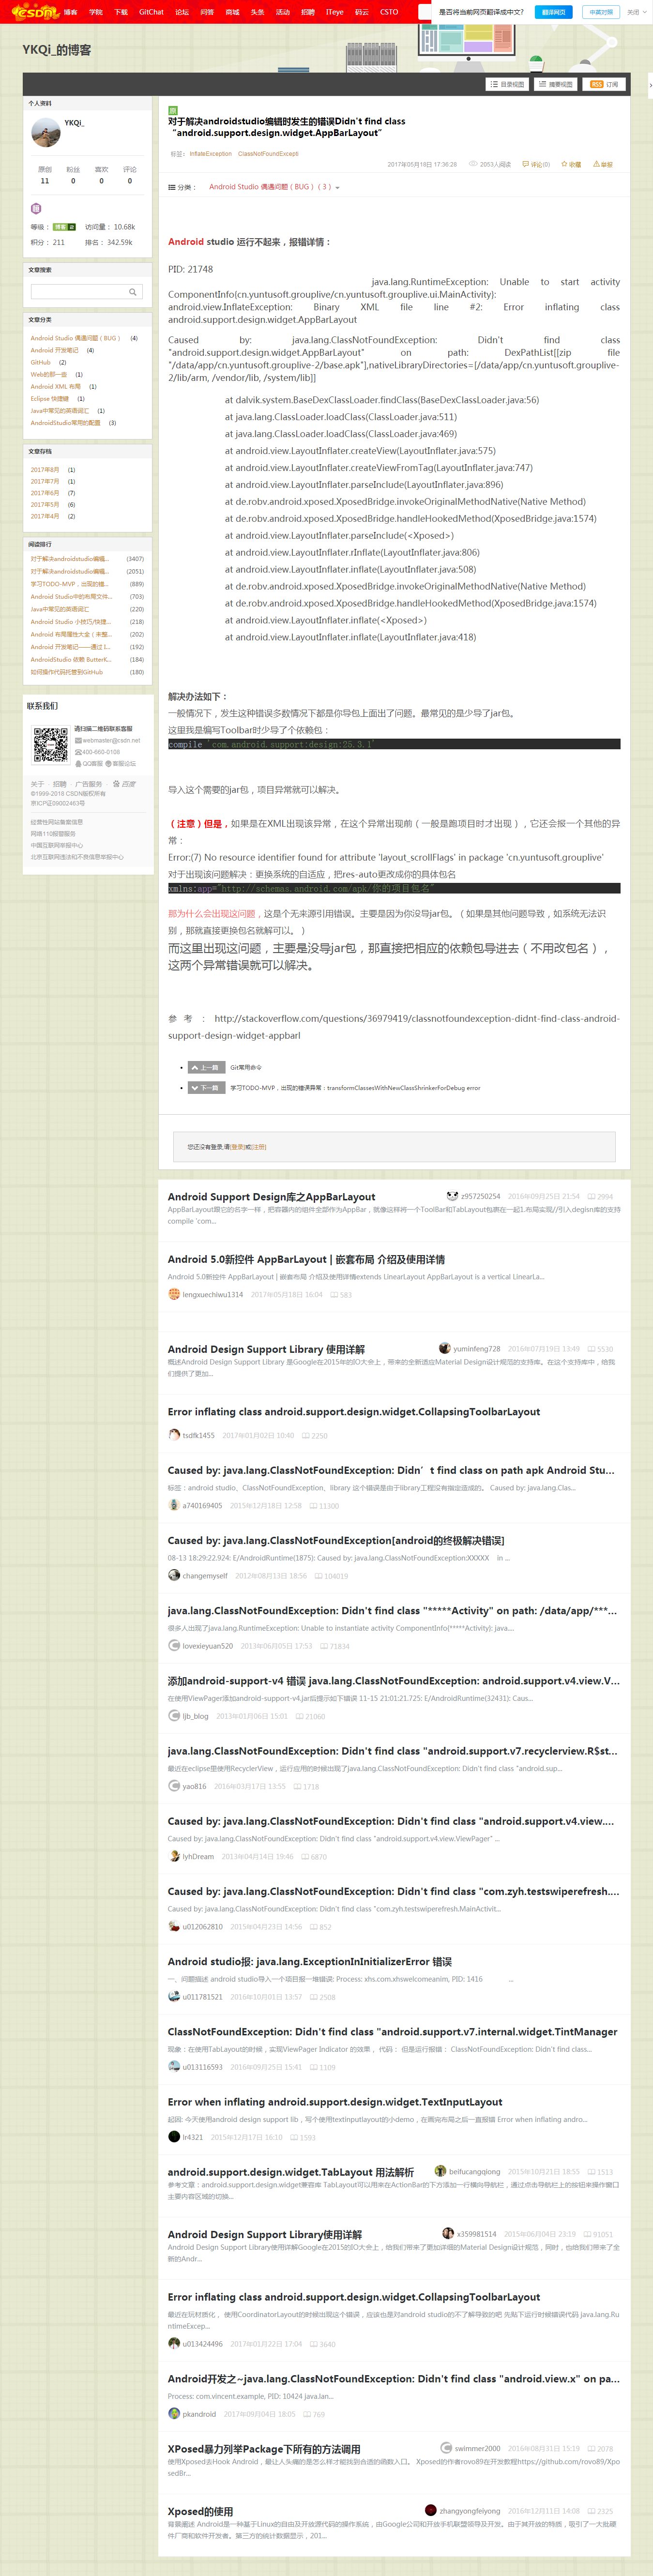 CSDN 博客 学院 下载 GitChat 论坛 问答 商城 头条 活动 招聘 ITeye 码云 CSTO
是否将当前网页翻译成中文? 翻译网页 中英对照 关闭
YKQi_的博客
目录视图 摘要视图 RSS 订阅
个人资料
YKQi_
原创 粉丝 喜欢 评论
11 0 0 0
等级： 博客 2 访问量： 10.68k
积分： 211 排名： 342.59k
文章搜索
文章分类
Android Studio 偶遇问题（BUG） (4)
Android 开发笔记 (4)
GitHub (2)
Web的那一些 (1)
Android XML 布局 (1)
Eclipse 快捷键 (1)
Java中常见的英语词汇 (1)
AndroidStudio常用的配置 (3)
文章存档
2017年8月 (1)
2017年7月 (1)
2017年6月 (7)
2017年5月 (6)
2017年4月 (2)
阅读排行
对于解决androidstudio编辑... (3407)
对于解决androidstudio编辑... (2051)
学习TODO-MVP，出现的错... (889)
Android Studio中的布局文件... (703)
Java中常见的英语词汇 (220)
Android Studio 小技巧/快捷... (218)
Android 布局属性大全（未整... (202)
Android 开发笔记——通过 I... (192)
AndroidStudio 依赖 ButterK... (184)
如何操作代码托管到GitHub (180)
联系我们
请扫描二维码联系客服
webmaster@csdn.net
400-660-0108
QQ客服 客服论坛
关于 · 招聘 · 广告服务 · 百度
©1999-2018 CSDN版权所有
京ICP证09002463号
经营性网站备案信息
网络110报警服务
中国互联网举报中心
北京互联网违法和不良信息举报中心
原
对于解决androidstudio编辑时发生的错误Didn't find class
“android.support.design.widget.AppBarLayout”
标签： InflateException ClassNotFoundExcepti
2017年05月18日 17:36:28 2053人阅读 评论(0) 收藏 举报
分类： Android Studio 偶遇问题（BUG）（3）
Android studio 运行不起来，报错详情：
PID: 21748
java.lang.RuntimeException: Unable to start activity
ComponentInfo{cn.yuntusoft.grouplive/cn.yuntusoft.grouplive.ui.MainActivity}:
android.view.InflateException: Binary XML file line #2: Error inflating class
android.support.design.widget.AppBarLayout
Caused by: java.lang.ClassNotFoundException: Didn't find class
"android.support.design.widget.AppBarLayout" on path: DexPathList[[zip file
"/data/app/cn.yuntusoft.grouplive-2/base.apk"],nativeLibraryDirectories=[/data/app/cn.yuntusoft.grouplive-
2/lib/arm, /vendor/lib, /system/lib]]
at dalvik.system.BaseDexClassLoader.findClass(BaseDexClassLoader.java:56)
at java.lang.ClassLoader.loadClass(ClassLoader.java:511)
at java.lang.ClassLoader.loadClass(ClassLoader.java:469)
at android.view.LayoutInflater.createView(LayoutInflater.java:575)
at android.view.LayoutInflater.createViewFromTag(LayoutInflater.java:747)
at android.view.LayoutInflater.parseInclude(LayoutInflater.java:896)
at de.robv.android.xposed.XposedBridge.invokeOriginalMethodNative(Native Method)
at de.robv.android.xposed.XposedBridge.handleHookedMethod(XposedBridge.java:1574)
at android.view.LayoutInflater.parseInclude(<Xposed>)
at android.view.LayoutInflater.rInflate(LayoutInflater.java:806)
at android.view.LayoutInflater.inflate(LayoutInflater.java:508)
at de.robv.android.xposed.XposedBridge.invokeOriginalMethodNative(Native Method)
at de.robv.android.xposed.XposedBridge.handleHookedMethod(XposedBridge.java:1574)
at android.view.LayoutInflater.inflate(<Xposed>)
at android.view.LayoutInflater.inflate(LayoutInflater.java:418)
解决办法如下：
一般情况下，发生这种错误多数情况下都是你导包上面出了问题。最常见的是少导了jar包。
这里我是编写Toolbar时少导了个依赖包：
compile 'com.android.support:design:25.3.1'
导入这个需要的jar包，项目异常就可以解决。
（注意）但是，如果是在XML出现该异常，在这个异常出现前（一般是跑项目时才出现），它还会报一个其他的异
常：
Error:(7) No resource identifier found for attribute 'layout_scrollFlags' in package 'cn.yuntusoft.grouplive'
对于出现该问题解决：更换系统的自适应，把res-auto更改成你的具体包名
xmlns:app="http://schemas.android.com/apk/你的项目包名"
那为什么会出现这问题，这是个无来源引用错误。主要是因为你没导jar包。（如果是其他问题导致，如系统无法识
别，那就直接更换包名就解可以。）
而这里出现这问题，主要是没导jar包，那直接把相应的依赖包导进去（不用改包名），
这两个异常错误就可以解决。
参考：http://stackoverflow.com/questions/36979419/classnotfoundexception-didnt-find-class-android-
support-design-widget-appbarl
上一篇 Git常用命令
下一篇 学习TODO-MVP，出现的错误异常：transformClassesWithNewClassShrinkerForDebug error
您还没有登录,请[登录]或[注册]
Android Support Design库之AppBarLayout z957250254 2016年09月25日 21:54 2994
AppBarLayout跟它的名字一样，把容器内的组件全部作为AppBar，就像这样将一个ToolBar和TabLayout包裹在一起1.布局实现//引入degisn库的支持
compile 'com...
Android 5.0新控件 AppBarLayout | 嵌套布局 介绍及使用详情
Android 5.0新控件 AppBarLayout | 嵌套布局 介绍及使用详情extends LinearLayout AppBarLayout is a vertical LinearLa...
lengxuechiwu1314 2017年05月18日 16:04 583
Android Design Support Library 使用详解 yuminfeng728 2016年07月19日 13:49 5530
概述Android Design Support Library 是Google在2015年的IO大会上，带来的全新适应Material Design设计规范的支持库。在这个支持库中，给我
们提供了更加...
Error inflating class android.support.design.widget.CollapsingToolbarLayout
tsdfk1455 2017年01月02日 10:40 2250
Caused by: java.lang.ClassNotFoundException: Didn’t find class on path apk Android Stu...
标签：android studio、ClassNotFoundException、library 这个错误是由于library工程没有指定造成的。 Caused by: java.lang.Clas...
a740169405 2015年12月18日 12:58 11300
Caused by: java.lang.ClassNotFoundException[android的终极解决错误]
08-13 18:29:22.924: E/AndroidRuntime(1875): Caused by: java.lang.ClassNotFoundException:XXXXX in ...
changemyself 2012年08月13日 18:56 104019
java.lang.ClassNotFoundException: Didn't find class "*****Activity" on path: /data/app/***...
很多人出现了java.lang.RuntimeException: Unable to instantiate activity ComponentInfo{*****Activity}: java....
lovexieyuan520 2013年06月05日 17:53 71834
添加android-support-v4 错误 java.lang.ClassNotFoundException: android.support.v4.view.V...
在使用ViewPager添加android-support-v4.jar后提示如下错误 11-15 21:01:21.725: E/AndroidRuntime(32431): Caus...
ljb_blog 2013年01月06日 15:01 21060
java.lang.ClassNotFoundException: Didn't find class "android.support.v7.recyclerview.R$st...
最近在eclipse里使用RecyclerView，运行应用的时候出现了java.lang.ClassNotFoundException: Didn't find class "android.sup...
yao816 2016年03月17日 13:55 1718
Caused by: java.lang.ClassNotFoundException: Didn't find class "android.support.v4.view....
Caused by: java.lang.ClassNotFoundException: Didn't find class "android.support.v4.view.ViewPager" ...
lyhDream 2013年04月14日 19:46 6870
Caused by: java.lang.ClassNotFoundException: Didn't find class "com.zyh.testswiperefresh....
Caused by: java.lang.ClassNotFoundException: Didn't find class "com.zyh.testswiperefresh.MainActivit...
u012062810 2015年04月23日 14:56 852
Android studio报: java.lang.ExceptionInInitializerError 错误
一、问题描述 android studio导入一个项目报一堆错误: Process: xhs.com.xhswelcomeanim, PID: 1416 ...
u011781521 2016年10月01日 13:57 2508
ClassNotFoundException: Didn't find class "android.support.v7.internal.widget.TintManager
现象：在使用TabLayout的时候，实现ViewPager Indicator 的效果， 代码： 但是运行报错： ClassNotFoundException: Didn't find class...
u013116593 2016年09月25日 15:41 1109
Error when inflating android.support.design.widget.TextInputLayout
起因: 今天使用android design support lib，写个使用textinputlayout的小demo，在画完布局之后一直报错 Error when inflating andro...
lr4321 2015年12月17日 16:10 1593
android.support.design.widget.TabLayout 用法解析 beifucangqiong 2015年10月21日 18:55 1513
参考文章：android.support.design.widget兼容库 TabLayout可以用来在ActionBar的下方添加一行横向导航栏，通过点击导航栏上的按钮来操作窗口
主要内容区域的切换...
Android Design Support Library使用详解 x359981514 2015年06月04日 23:19 91051
Android Design Support Library使用详解Google在2015的IO大会上，给我们带来了更加详细的Material Design设计规范，同时，也给我们带来了全
新的Andr...
Error inflating class android.support.design.widget.CollapsingToolbarLayout
最近在玩材质化， 使用CoordinatorLayout的时候出现这个错误，应该也是对android studio的不了解导致的吧 先贴下运行时候错误代码 java.lang.Ru
ntimeExcep...
u013424496 2017年01月22日 17:04 3640
Android开发之~java.lang.ClassNotFoundException: Didn't find class "android.view.x" on pa...
Process: com.vincent.example, PID: 10424 java.lan...
pkandroid 2017年09月04日 18:05 769
XPosed暴力列举Package下所有的方法调用 swimmer2000 2016年08月31日 15:19 2078
使用Xposed去Hook Android，最让人头痛的是怎么样才能找到合适的函数入口。 Xposed的作者rovo89在开发教程https://github.com/rovo89/Xpo
sedBr...
Xposed的使用 zhangyongfeiyong 2016年12月11日 14:08 2325
背景阐述 Android是一种基于Linux的自由及开放源代码的操作系统，由Google公司和开放手机联盟领导及开发。由于其开放的特质，吸引了一大批硬
件厂商和软件开发者。第三方的统计数据显示，201...